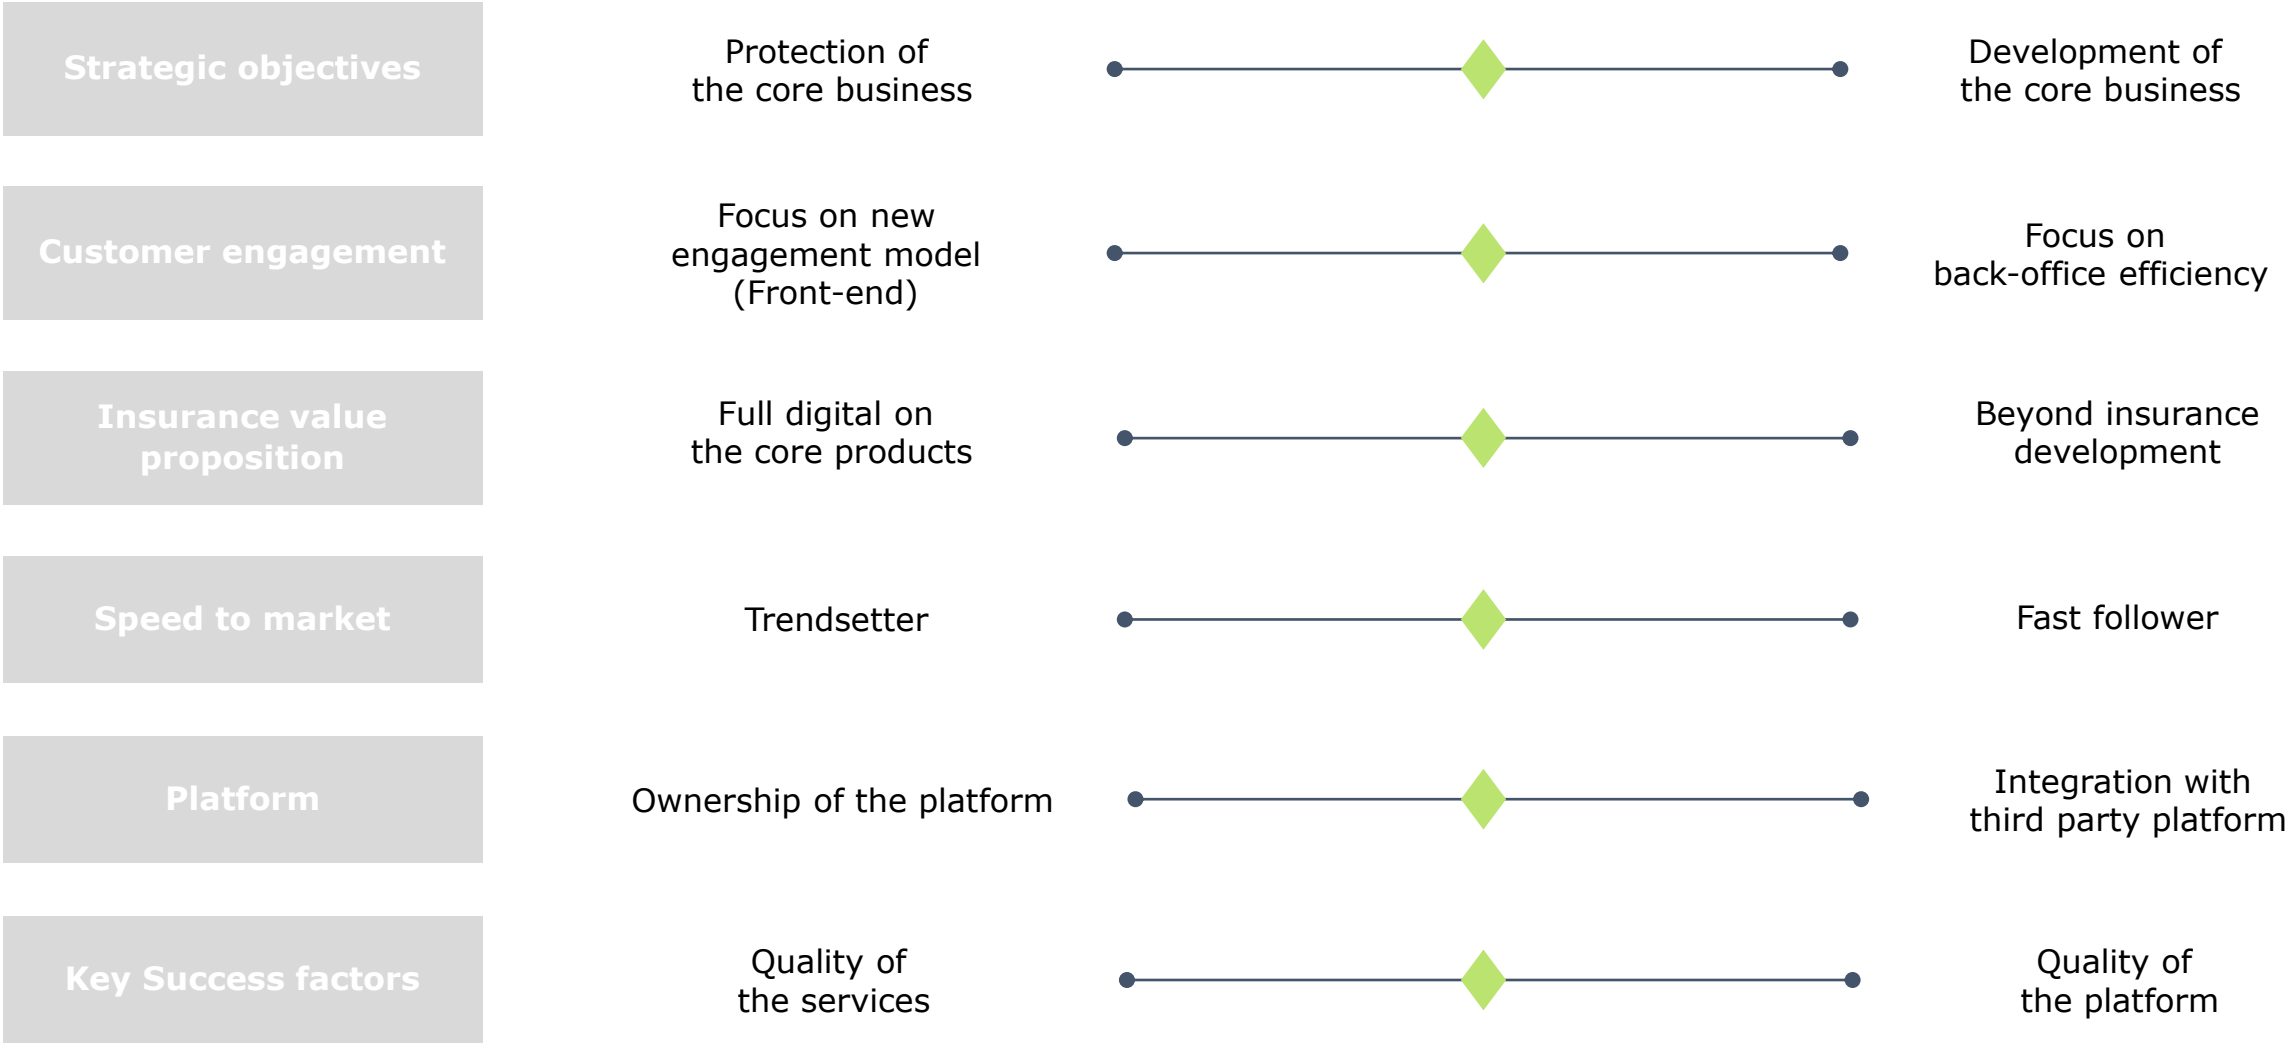 Strategic objectives
Protection of
the core business
Development of
the core business
Customer engagement
Focus on new
engagement model
(Front-end)
Focus on
back-office efficiency
Insurance value
proposition
Full digital on
the core products
Beyond insurance
development
Speed to market
Trendsetter
Fast follower
Platform
Ownership of the platform
Integration with
third party platform
Key Success factors
Quality of
the services
Quality of
the platform